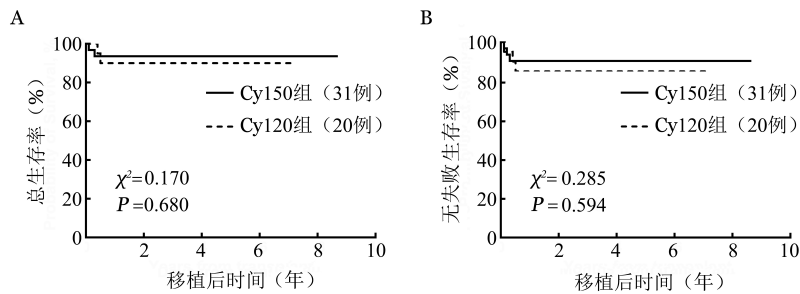 A
100
80
60
40
20
0
总生存率（%）
Cy150组（31例）
Cy120组（20例）
χ²=0.170
P =0.680
2 4 6 8 10
移植后时间（年）
B
100
80
60
40
20
0
无失败生存率（%）
Cy150组（31例）
Cy120组（20例）
χ²=0.285
P =0.594
2 4 6 8 10
移植后时间（年）